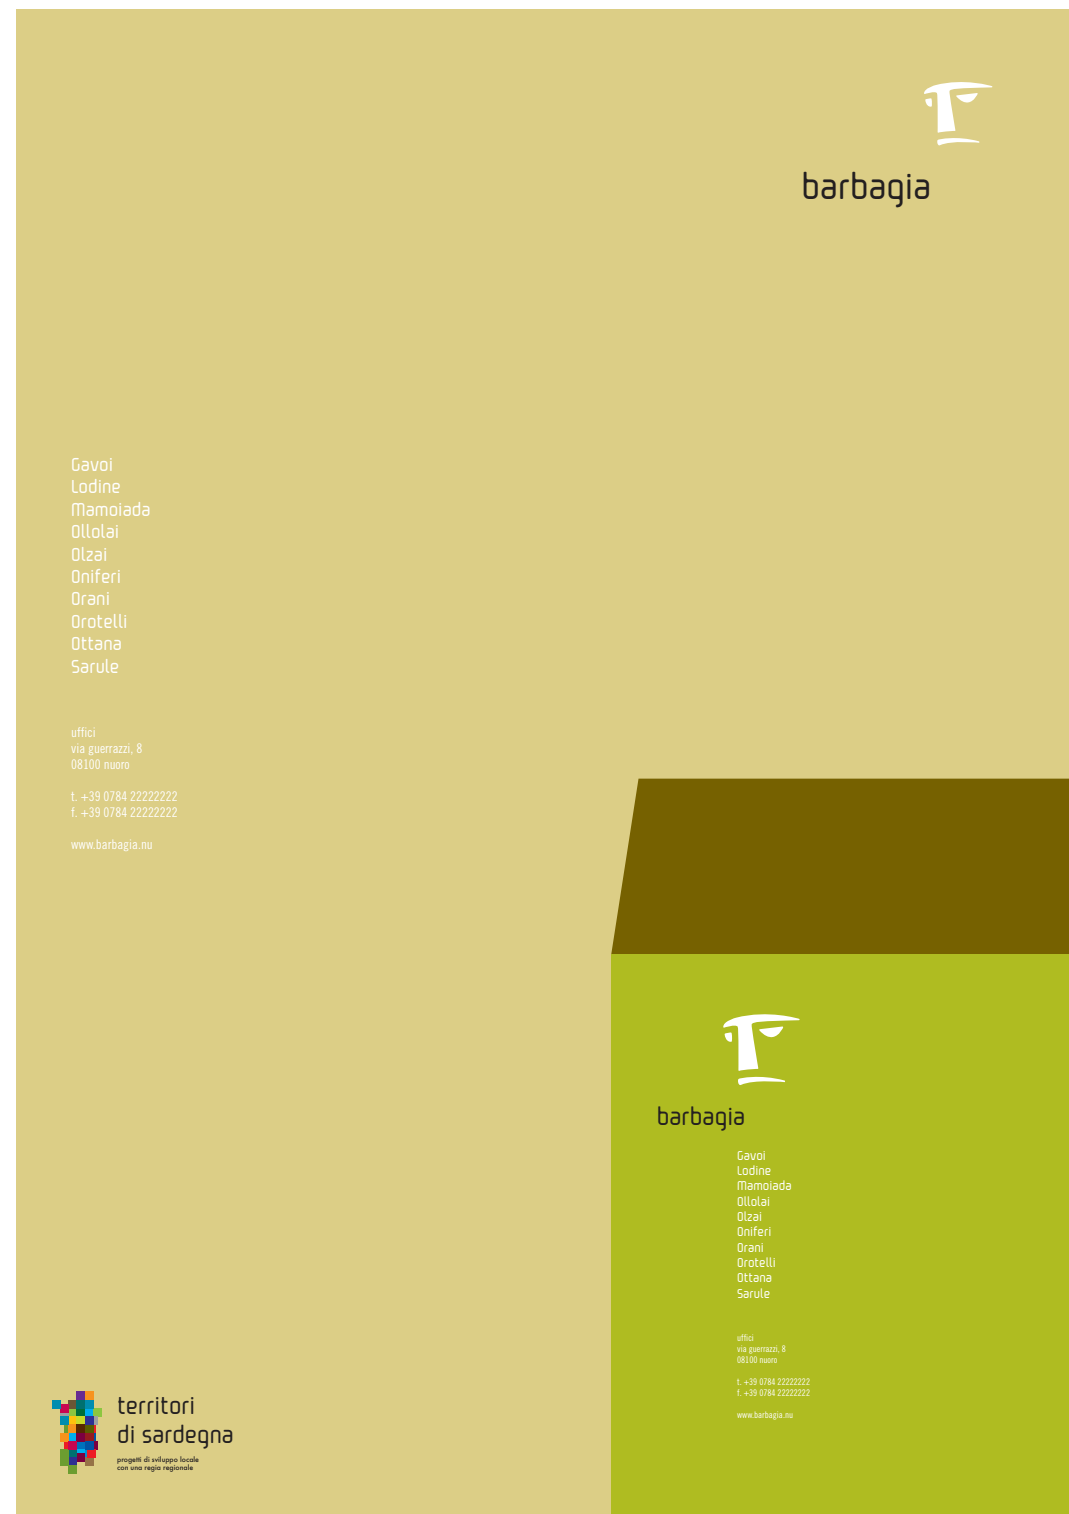 barbagia
Gavoi
Lodine
Mamoiada
Ollolai
Olzai
Oniferi
Orani
Orotelli
Ottana
Sarule
uffici
via guerrazzi, 8
08100 nuoro
t. +39 0784 22222222
f. +39 0784 22222222
www.barbagia.nu
territori
di sardegna
progetti di sviluppo locale
con una regia regionale
barbagia
Gavoi
Lodine
Mamoiada
Ollolai
Olzai
Oniferi
Orani
Orotelli
Ottana
Sarule
uffici
via guerrazzi, 8
08100 nuoro
t. +39 0784 22222222
f. +39 0784 22222222
www.barbagia.nu